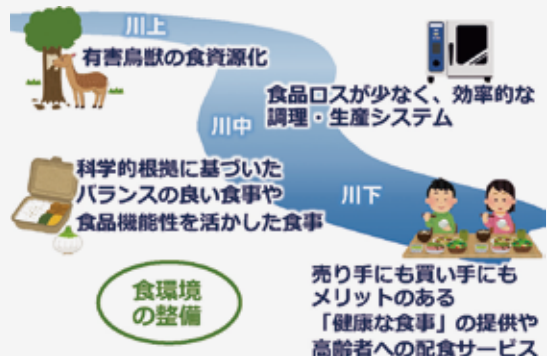 川上
有害鳥獣の食資源化
食品ロスが少なく、効率的な
調理・生産システム
川中
科学的根拠に基づいた
バランスの良い食事や
食品機能性を活かした食事
川下
食環境
の整備
売り手にも買い手にも
メリットのある
「健康な食事」の提供や
高齢者への配食サービス